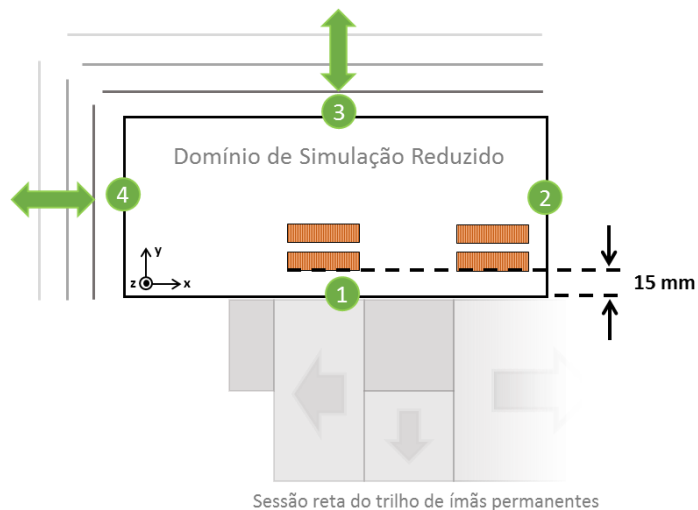 3
Domínio de Simulação Reduzido
4
2
y
z
x
1
15 mm
Sessão reta do trilho de ímãs permanentes